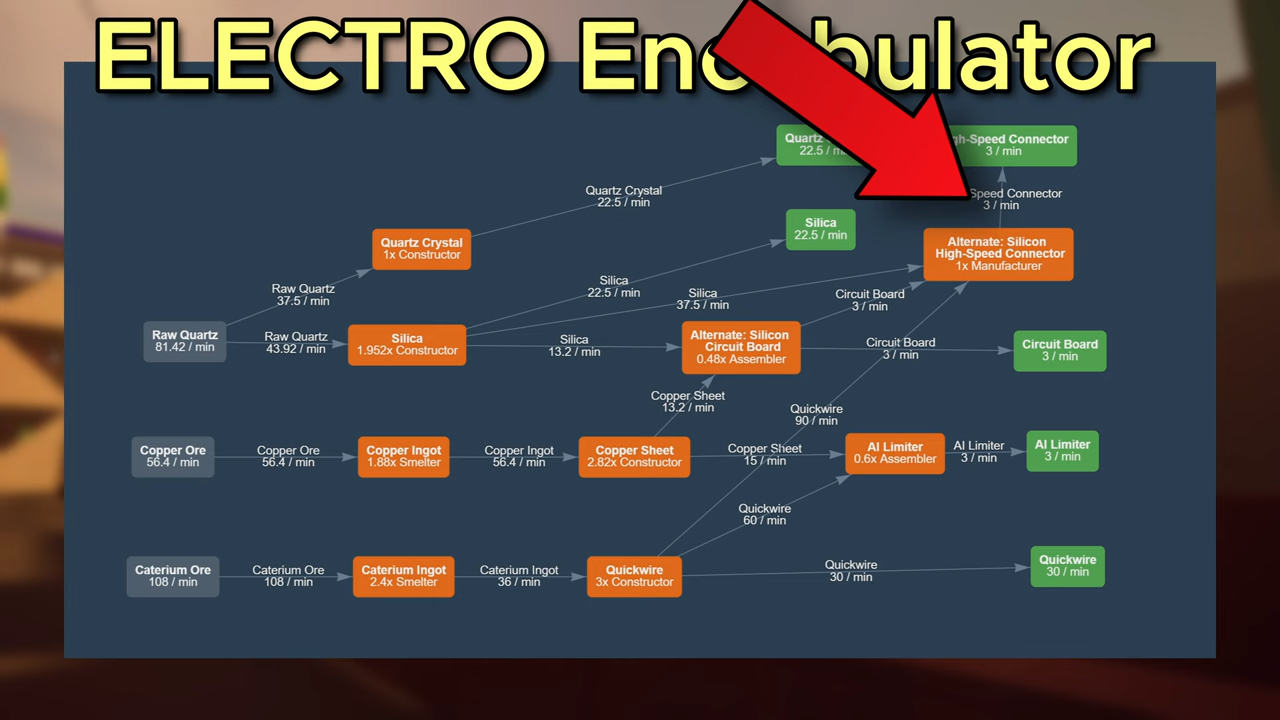 ELECTRO
Quartz
22.5 / min
High-Speed Connector
3 / min
Quartz Crystal
22.5 / min
Speed Connector
3 / min
Silica
22.5 / min
Quartz Crystal
1x Constructor
Alternate: Silicon
High-Speed Connector
1x Manufacturer
Raw Quartz
37.5 / min
Silica
22.5 / min
Silica
37.5 / min
Circuit Board
3 / min
Raw Quartz
81.42 / min
Raw Quartz
43.92 / min
Silica
1.952x Constructor
Silica
13.2 / min
Alternate: Silicon
Circuit Board
0.48x Assembler
Circuit Board
3 / min
Circuit Board
3 / min
Copper Sheet
13.2 / min
Quickwire
90 / min
Copper Ore
56.4 / min
Copper Ore
56.4 / min
Copper Ingot
1.88x Smelter
Copper Ingot
56.4 / min
Copper Sheet
2.82x Constructor
Copper Sheet
15 / min
AI Limiter
0.6x Assembler
AI Limiter
3 / min
AI Limiter
3 / min
Quickwire
60 / min
Caterium Ore
108 / min
Caterium Ore
108 / min
Caterium Ingot
2.4x Smelter
Caterium Ingot
36 / min
Quickwire
3x Constructor
Quickwire
30 / min
Quickwire
30 / min